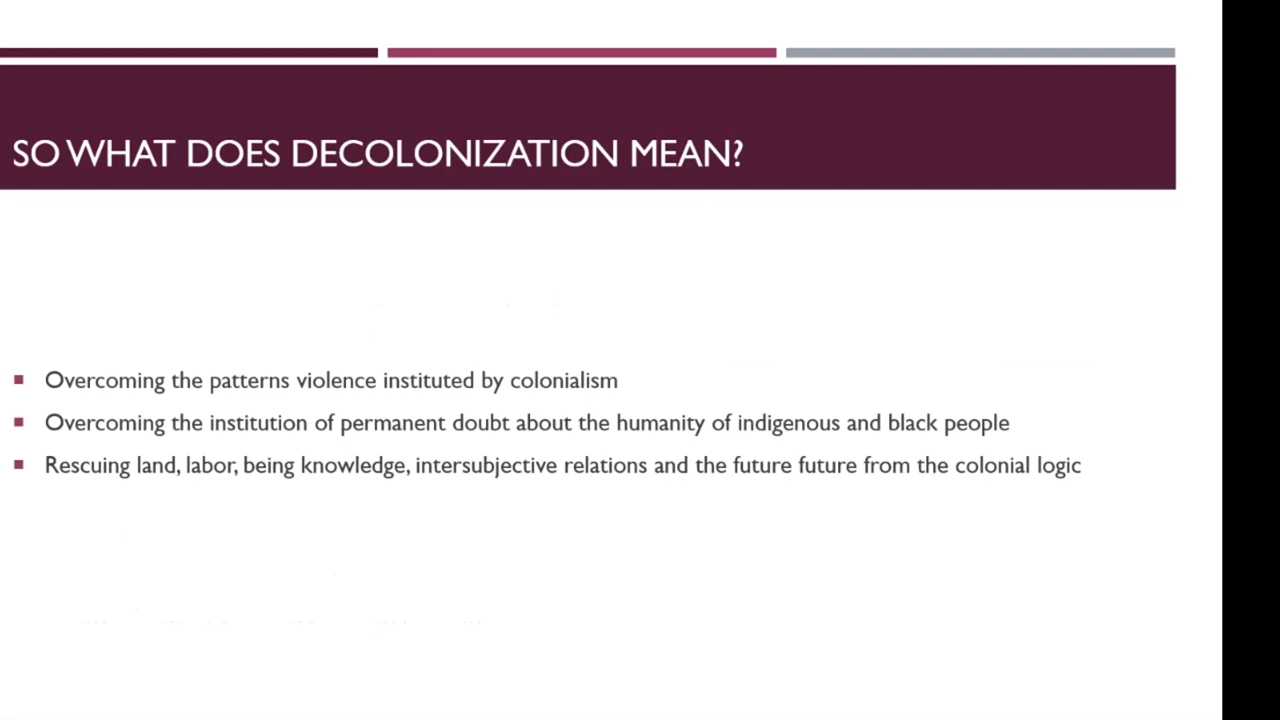 SO WHAT DOES DECOLONIZATION MEAN?
Overcoming the patterns violence instituted by colonialism
Overcoming the institution of permanent doubt about the humanity of indigenous and black people
Rescuing land, labor, being knowledge, intersubjective relations and the future future from the colonial logic